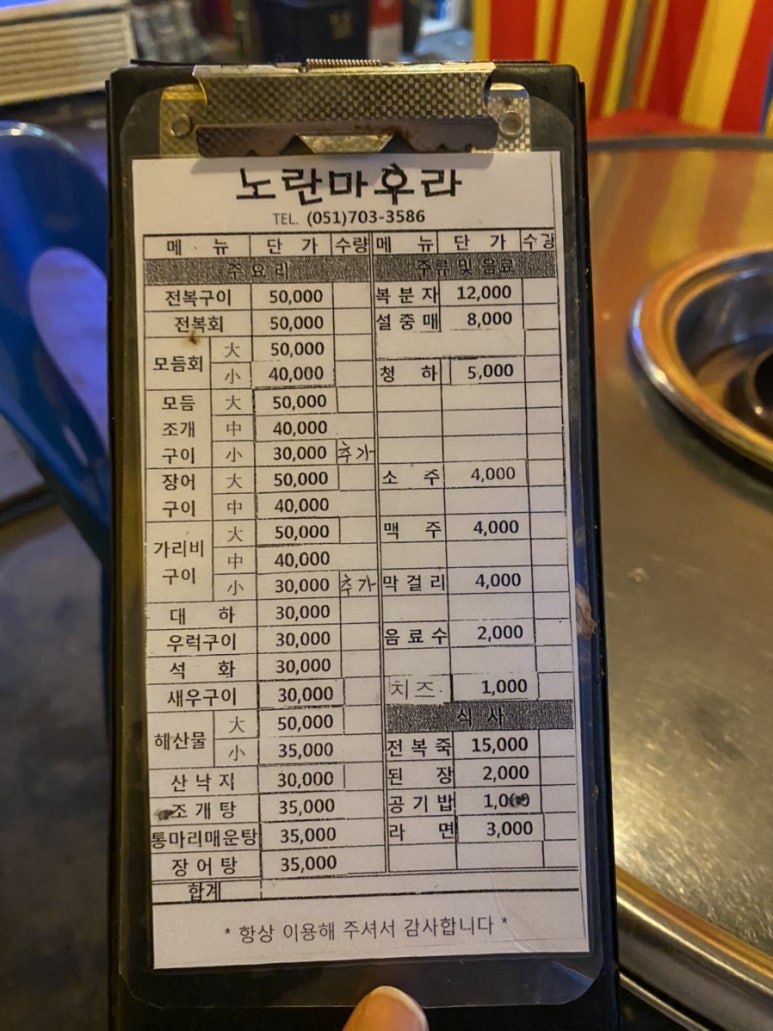 노란마우라
TEL. (051)703-3586
메 뉴 단 가 수량 메 뉴 단 가 수량
주 요 리 주류 및 음료
전복구이 50,000 복 분 자 12,000
전복회 50,000 설 중 매 8,000
모듬회 大 50,000
小 40,000 청 하 5,000
모듬 大 50,000
조개 中 40,000
구이 小 30,000 추가
장어 大 50,000 소 주 4,000
구이 中 40,000
가리비 大 50,000 맥 주 4,000
中 40,000
구이 小 30,000 추가 막 걸 리 4,000
대 하 30,000
우럭구이 30,000 음 료 수 2,000
석 화 30,000
새우구이 30,000 치 즈 1,000
해산물 大 50,000 식 사
小 35,000 전 복 죽 15,000
산 낙 지 30,000 된 장 2,000
조 개 탕 35,000 공 기 밥
통마리매운탕 35,000 라 면 3,000
장 어 탕 35,000
합계
* 항상 이용해 주셔서 감사합니다 *